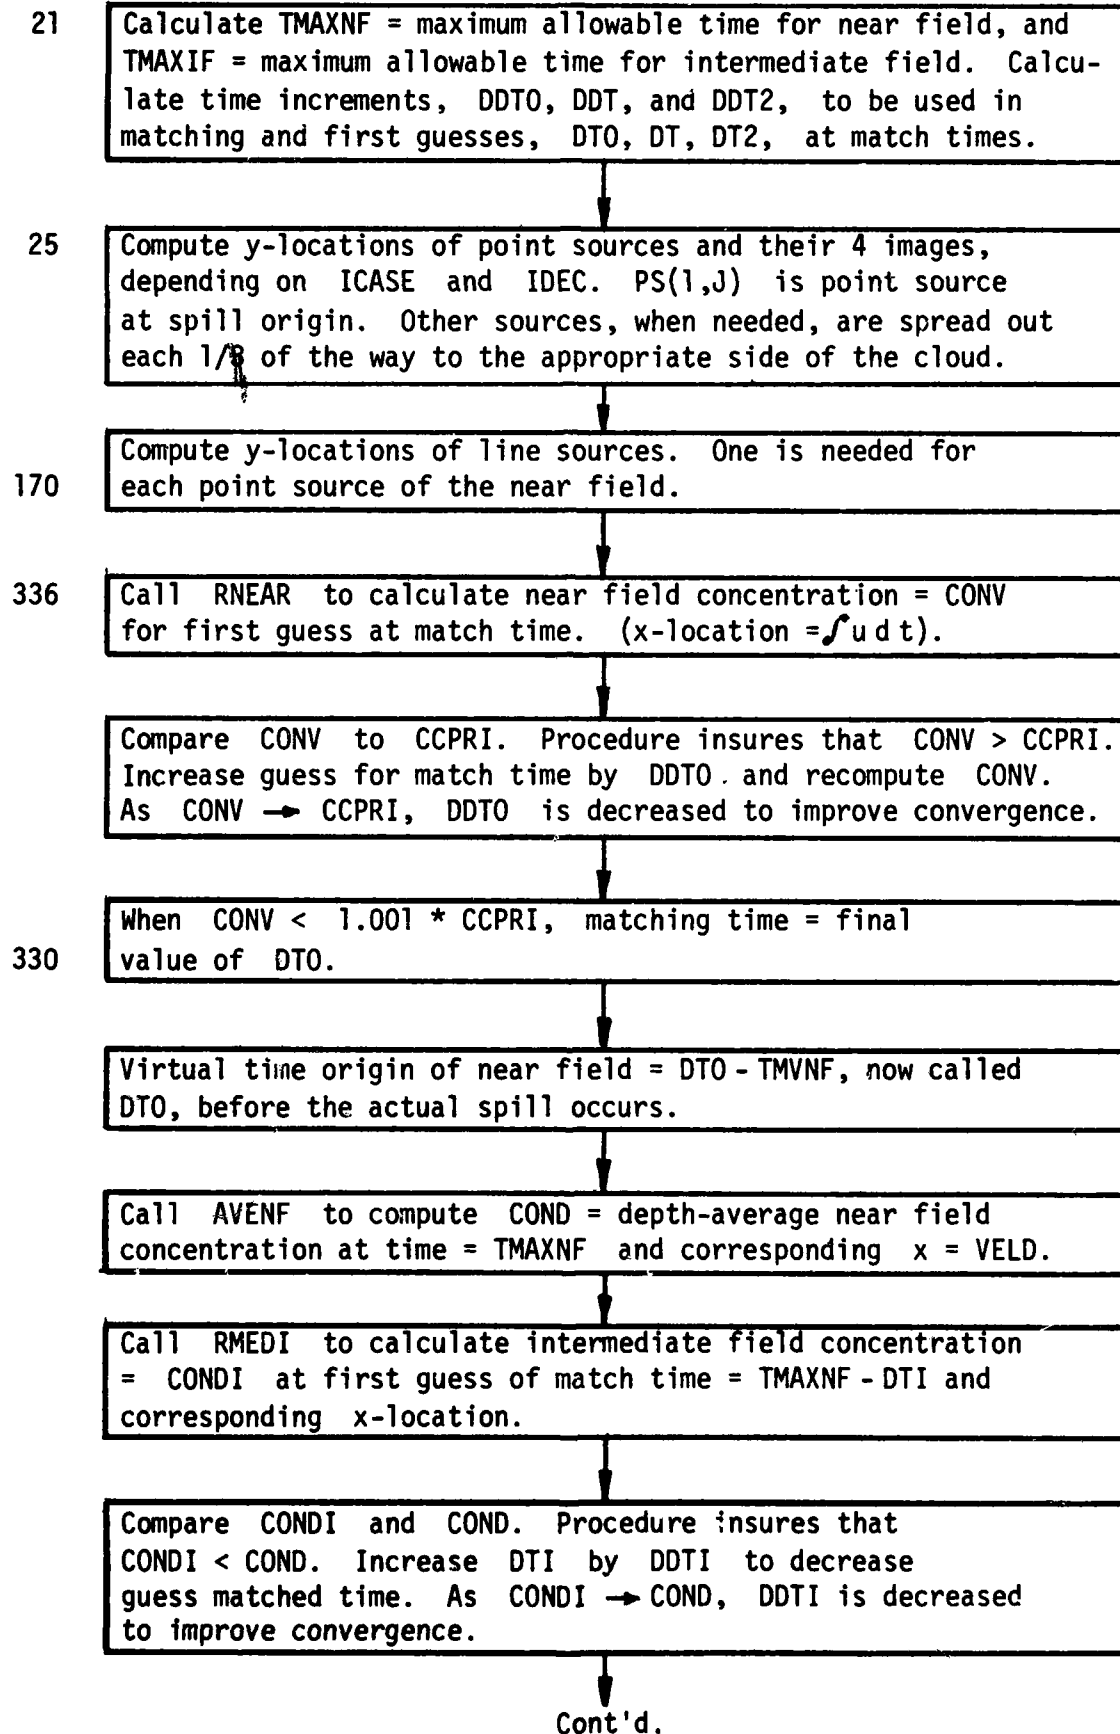 21 Calculate TMAXNF = maximum allowable time for near field, and
TMAXIF = maximum allowable time for intermediate field. Calcu-
late time increments, DDTO, DDT, and DDT2, to be used in
matching and first guesses, DTO, DT, DT2, at match times.
25 Compute y-locations of point sources and their 4 images,
depending on ICASE and IDEC. PS(1,J) is point source
at spill origin. Other sources, when needed, are spread out
each of the way to the appropriate side of the cloud.
Compute y-locations of line sources. One is needed for
170 each point source of the near field.
336 Call RNEAR to calculate near field concentration = CONV
for first guess at match time. (x-location =∫u d t).
Compare CONV to CCPRI. Procedure insures that CONV > CCPRI.
Increase guess for match time by DDTO and recompute CONV.
As CONV → CCPRI, DDTO is decreased to improve convergence.
When CONV < 1.001 * CCPRI, matching time = final
330 value of DTO.
Virtual time origin of near field = DTO - TMVNF, now called
DTO, before the actual spill occurs.
Call AVENF to compute COND = depth-average near field
concentration at time = TMAXNF and corresponding x = VELD.
Call RMEDI to calculate intermediate field concentration
= CONDI at first guess of match time = TMAXNF - DTI and
corresponding x-location.
Compare CONDI and COND. Procedure insures that
CONDI < COND. Increase DTI by DDTI to decrease
guess matched time. As CONDI → COND, DDTI is decreased
to improve convergence.
Cont'd.